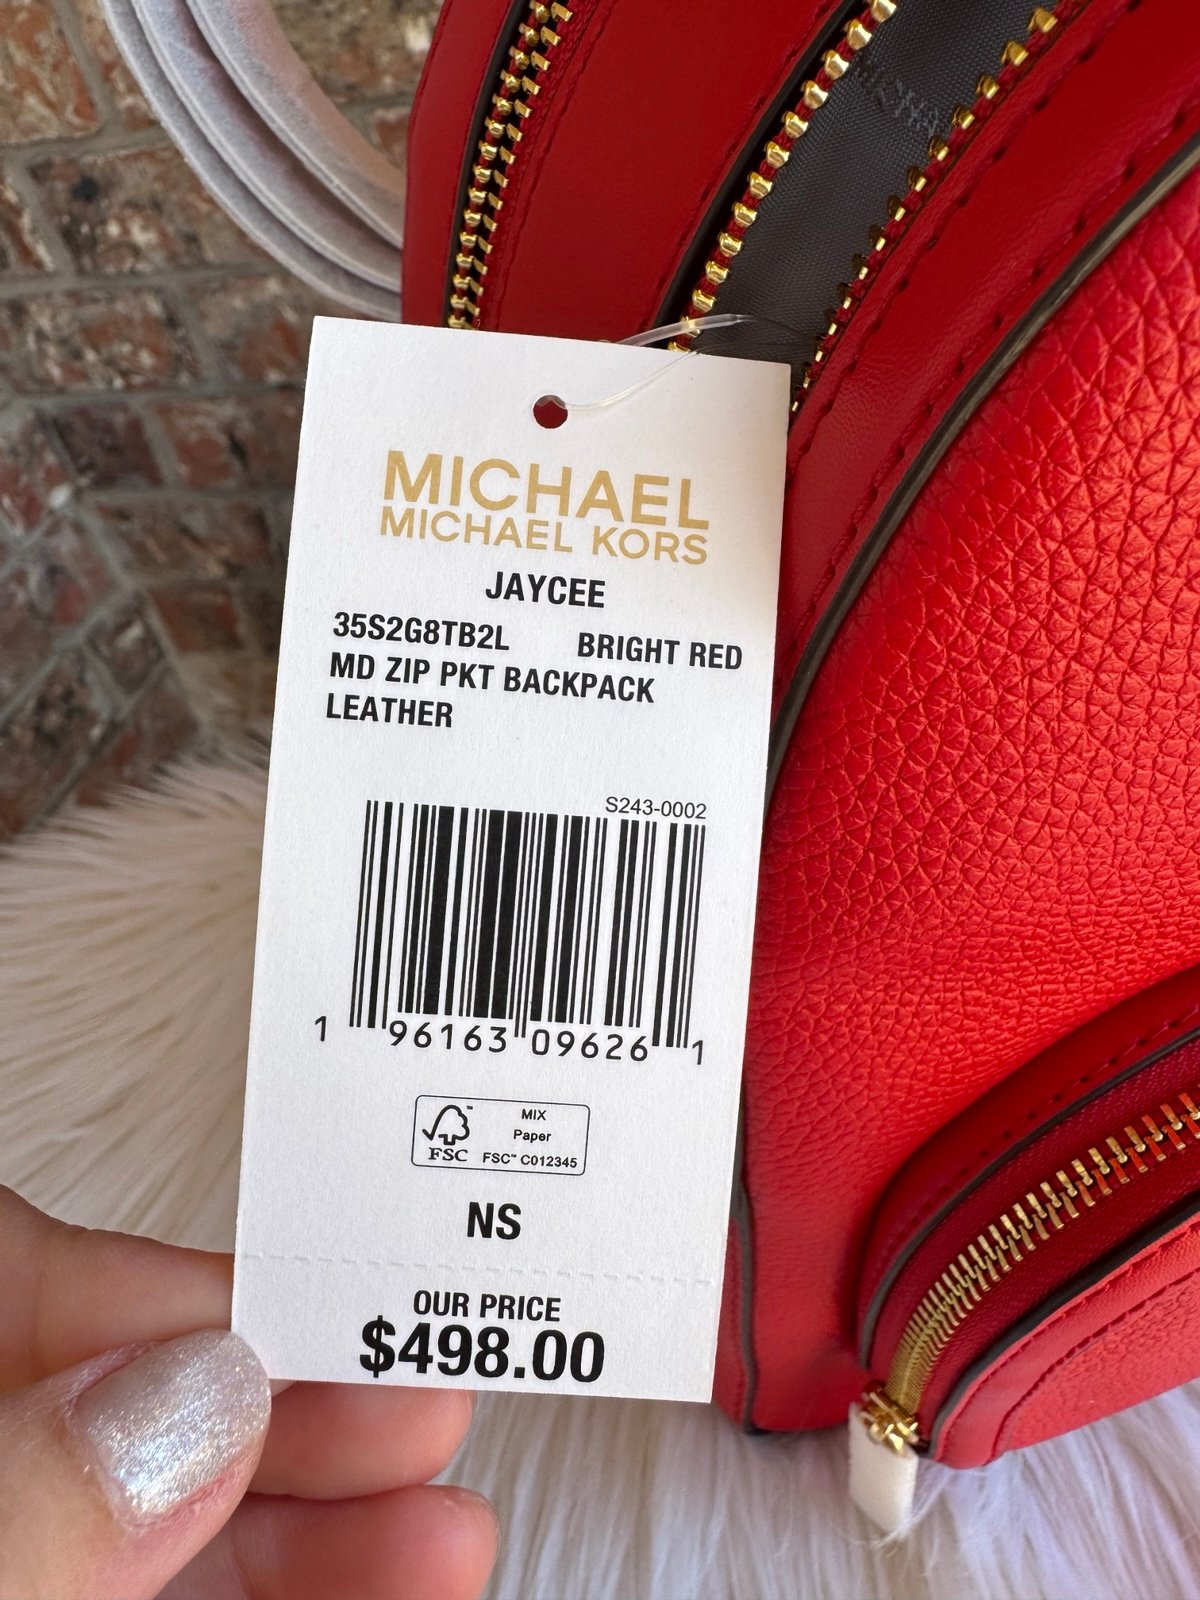 MICHAEL
MICHAEL KORS
JAYCEE
35S2G8TB2L BRIGHT RED
MD ZIP PKT BACKPACK
LEATHER
S243-0002
1 96163 09626 1
FSC™
MIX
Paper
FSC™ C012345
NS
OUR PRICE
$498.00